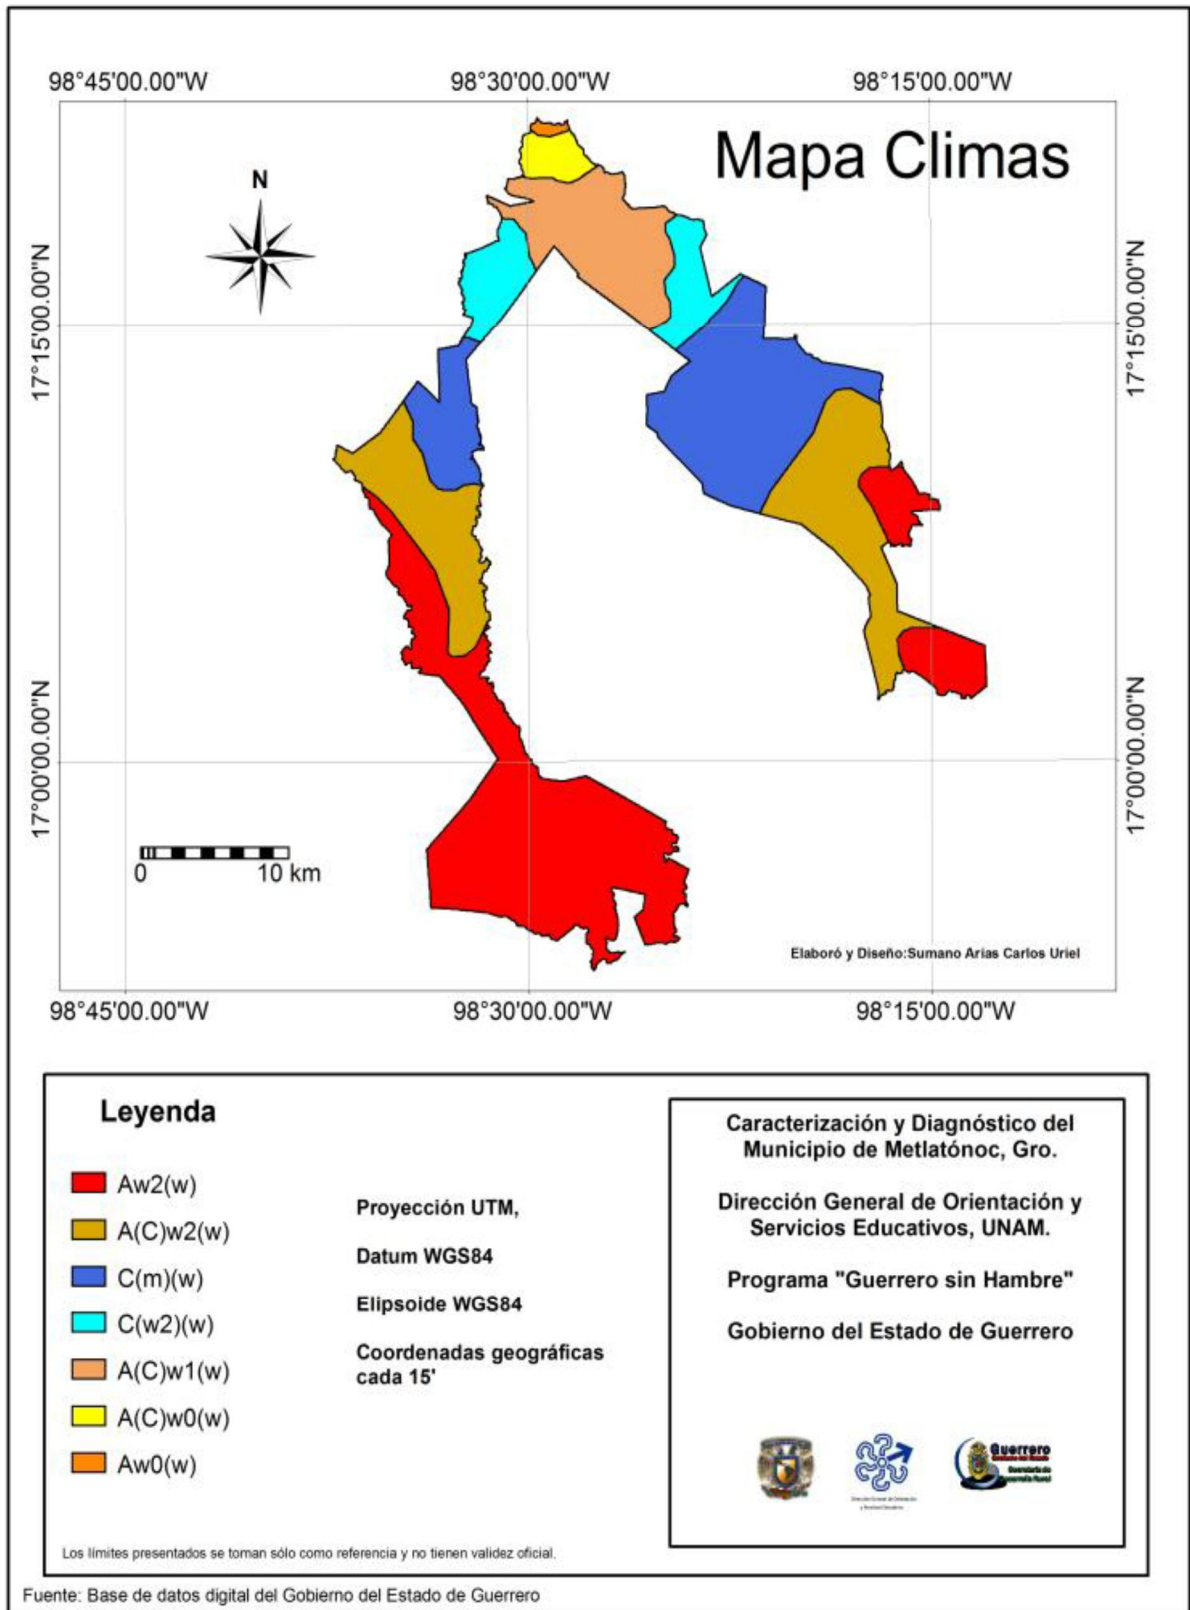 98°45'00.00"W
98°30'00.00"W
98°15'00.00"W
Mapa Climas
N
17°15'00.00"N
17°15'00.00"N
17°00'00.00"N
17°00'00.00"N
0
10 km
Elaboró y Diseño:Sumano Arias Carlos Uriel
98°45'00.00"W
98°30'00.00"W
98°15'00.00"W
Leyenda
Aw2(w)
A(C)w2(w)
C(m)(w)
C(w2)(w)
A(C)w1(w)
A(C)w0(w)
Aw0(w)
Proyección UTM,
Datum WGS84
Elipsoide WGS84
Coordenadas geográficas
cada 15'
Caracterización y Diagnóstico del
Municipio de Metlatónoc, Gro.
Dirección General de Orientación y
Servicios Educativos, UNAM.
Programa "Guerrero sin Hambre"
Gobierno del Estado de Guerrero
Guerrero
Los límites presentados se toman sólo como referencia y no tienen validez oficial.
Fuente: Base de datos digital del Gobierno del Estado de Guerrero